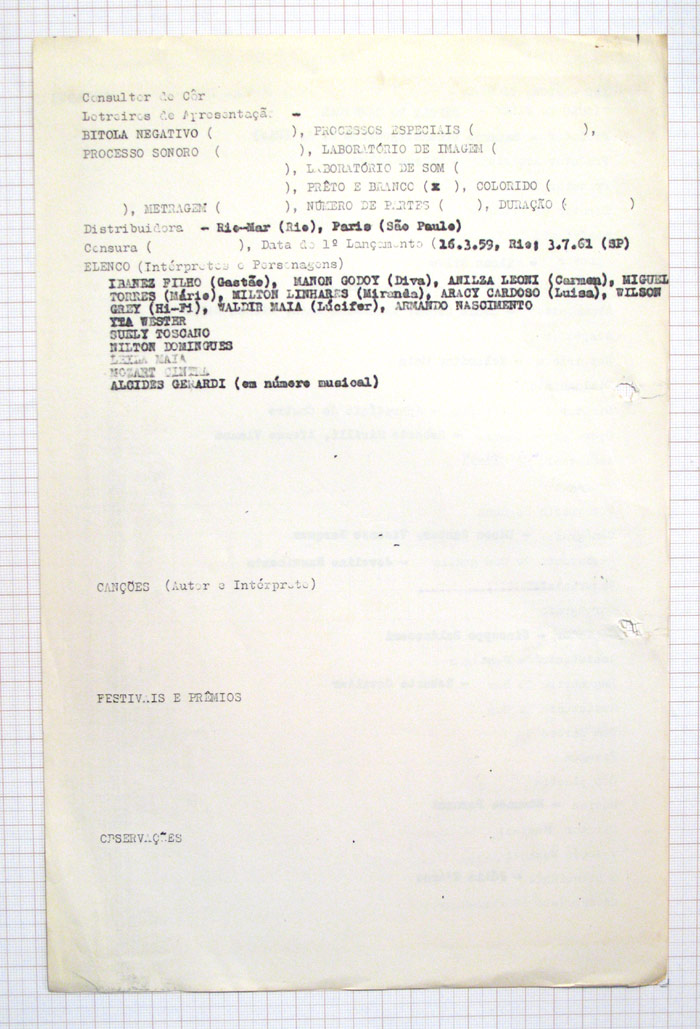 Consultor de Côr
Letreiros de Apresentação -
BITOLA NEGATIVO ( ), PROCESSOS ESPECIAIS ( ),
PROCESSO SONORO ( ), LABORATÓRIO DE IMAGEM (
), LABORATÓRIO DE SOM (
), PRÊTO E BRANCO (x ), COLORIDO (
), METRAGEM ( ), NÚMERO DE PARTES ( ), DURAÇÃO ( )
Distribuidora - Rio-Mar (Rio), Paris (São Paulo)
Censura ( ), Data do 1º Lançamento (16.3.59, Rio; 3.7.61 (SP)
ELENCO (Intérpretes e Personagens)
IBANEZ FILHO (Gastão), MANON GODOY (Diva), ANILZA LEONI (Carmen), MIGUEL
TORRES (Mário), MILTON LINHARES (Miranda), ARACY CARDOSO (Luisa), WILSON
GREY (Hi-Fi), WALDIR MAIA (Lúcifer), ARMANDO NASCIMENTO
YTA WESTER
SUELY TOSCANO
NILTON DOMINGUES
LEYLA MAIA
MOZART CINTRA
ALCIDES GERARDI (em número musical)
CANÇÕES (Autor e Intérprete)
FESTIVAIS E PRÊMIOS
OBSERVAÇÕES